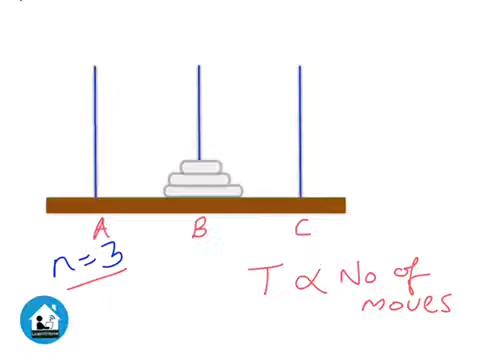 A B C
n = 3
T ∝ No of
moves